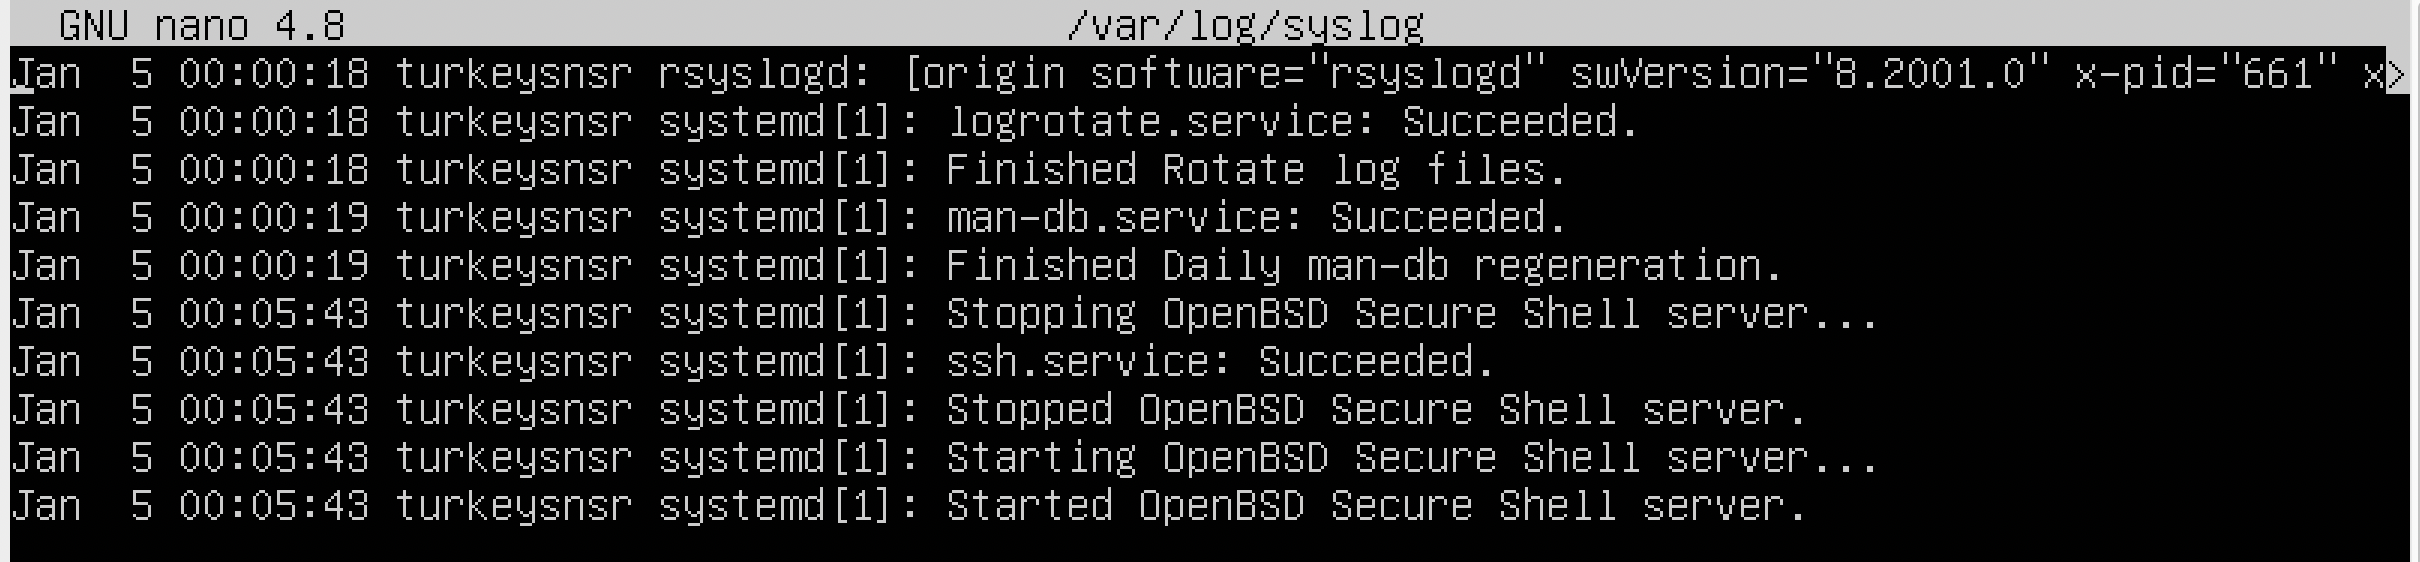 GNU nano 4.8 /var/log/syslog
Jan  5 00:00:18 turkeysnsr rsyslogd: [origin software="rsyslogd" swVersion="8.2001.0" x-pid="661" x>
Jan  5 00:00:18 turkeysnsr systemd[1]: logrotate.service: Succeeded.
Jan  5 00:00:18 turkeysnsr systemd[1]: Finished Rotate log files.
Jan  5 00:00:19 turkeysnsr systemd[1]: man-db.service: Succeeded.
Jan  5 00:00:19 turkeysnsr systemd[1]: Finished Daily man-db regeneration.
Jan  5 00:05:43 turkeysnsr systemd[1]: Stopping OpenBSD Secure Shell server...
Jan  5 00:05:43 turkeysnsr systemd[1]: ssh.service: Succeeded.
Jan  5 00:05:43 turkeysnsr systemd[1]: Stopped OpenBSD Secure Shell server.
Jan  5 00:05:43 turkeysnsr systemd[1]: Starting OpenBSD Secure Shell server...
Jan  5 00:05:43 turkeysnsr systemd[1]: Started OpenBSD Secure Shell server.